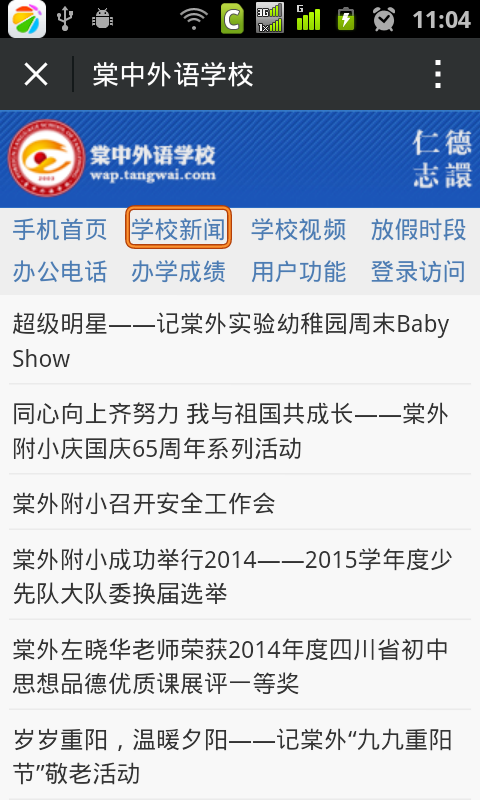 11:04
棠中外语学校
棠中外语学校
wap.tangwai.com
仁德
志譞
手机首页 学校新闻 学校视频 放假时段
办公电话 办学成绩 用户功能 登录访问
超级明星——记棠外实验幼稚园周末Baby
Show
同心向上齐努力 我与祖国共成长——棠外
附小庆国庆65周年系列活动
棠外附小召开安全工作会
棠外附小成功举行2014——2015学年度少
先队大队委换届选举
棠外左晓华老师荣获2014年度四川省初中
思想品德优质课展评一等奖
岁岁重阳，温暖夕阳——记棠外“九九重阳
节”敬老活动